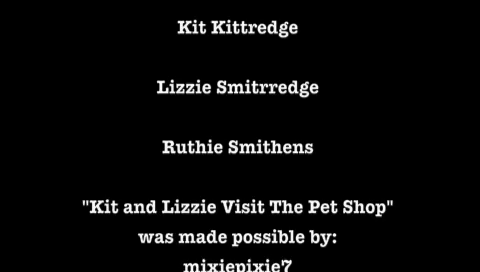 Kit Kittredge
Lizzie Smitrredge
Ruthie Smithens
"Kit and Lizzie Visit The Pet Shop"
was made possible by:
mixiepixie7